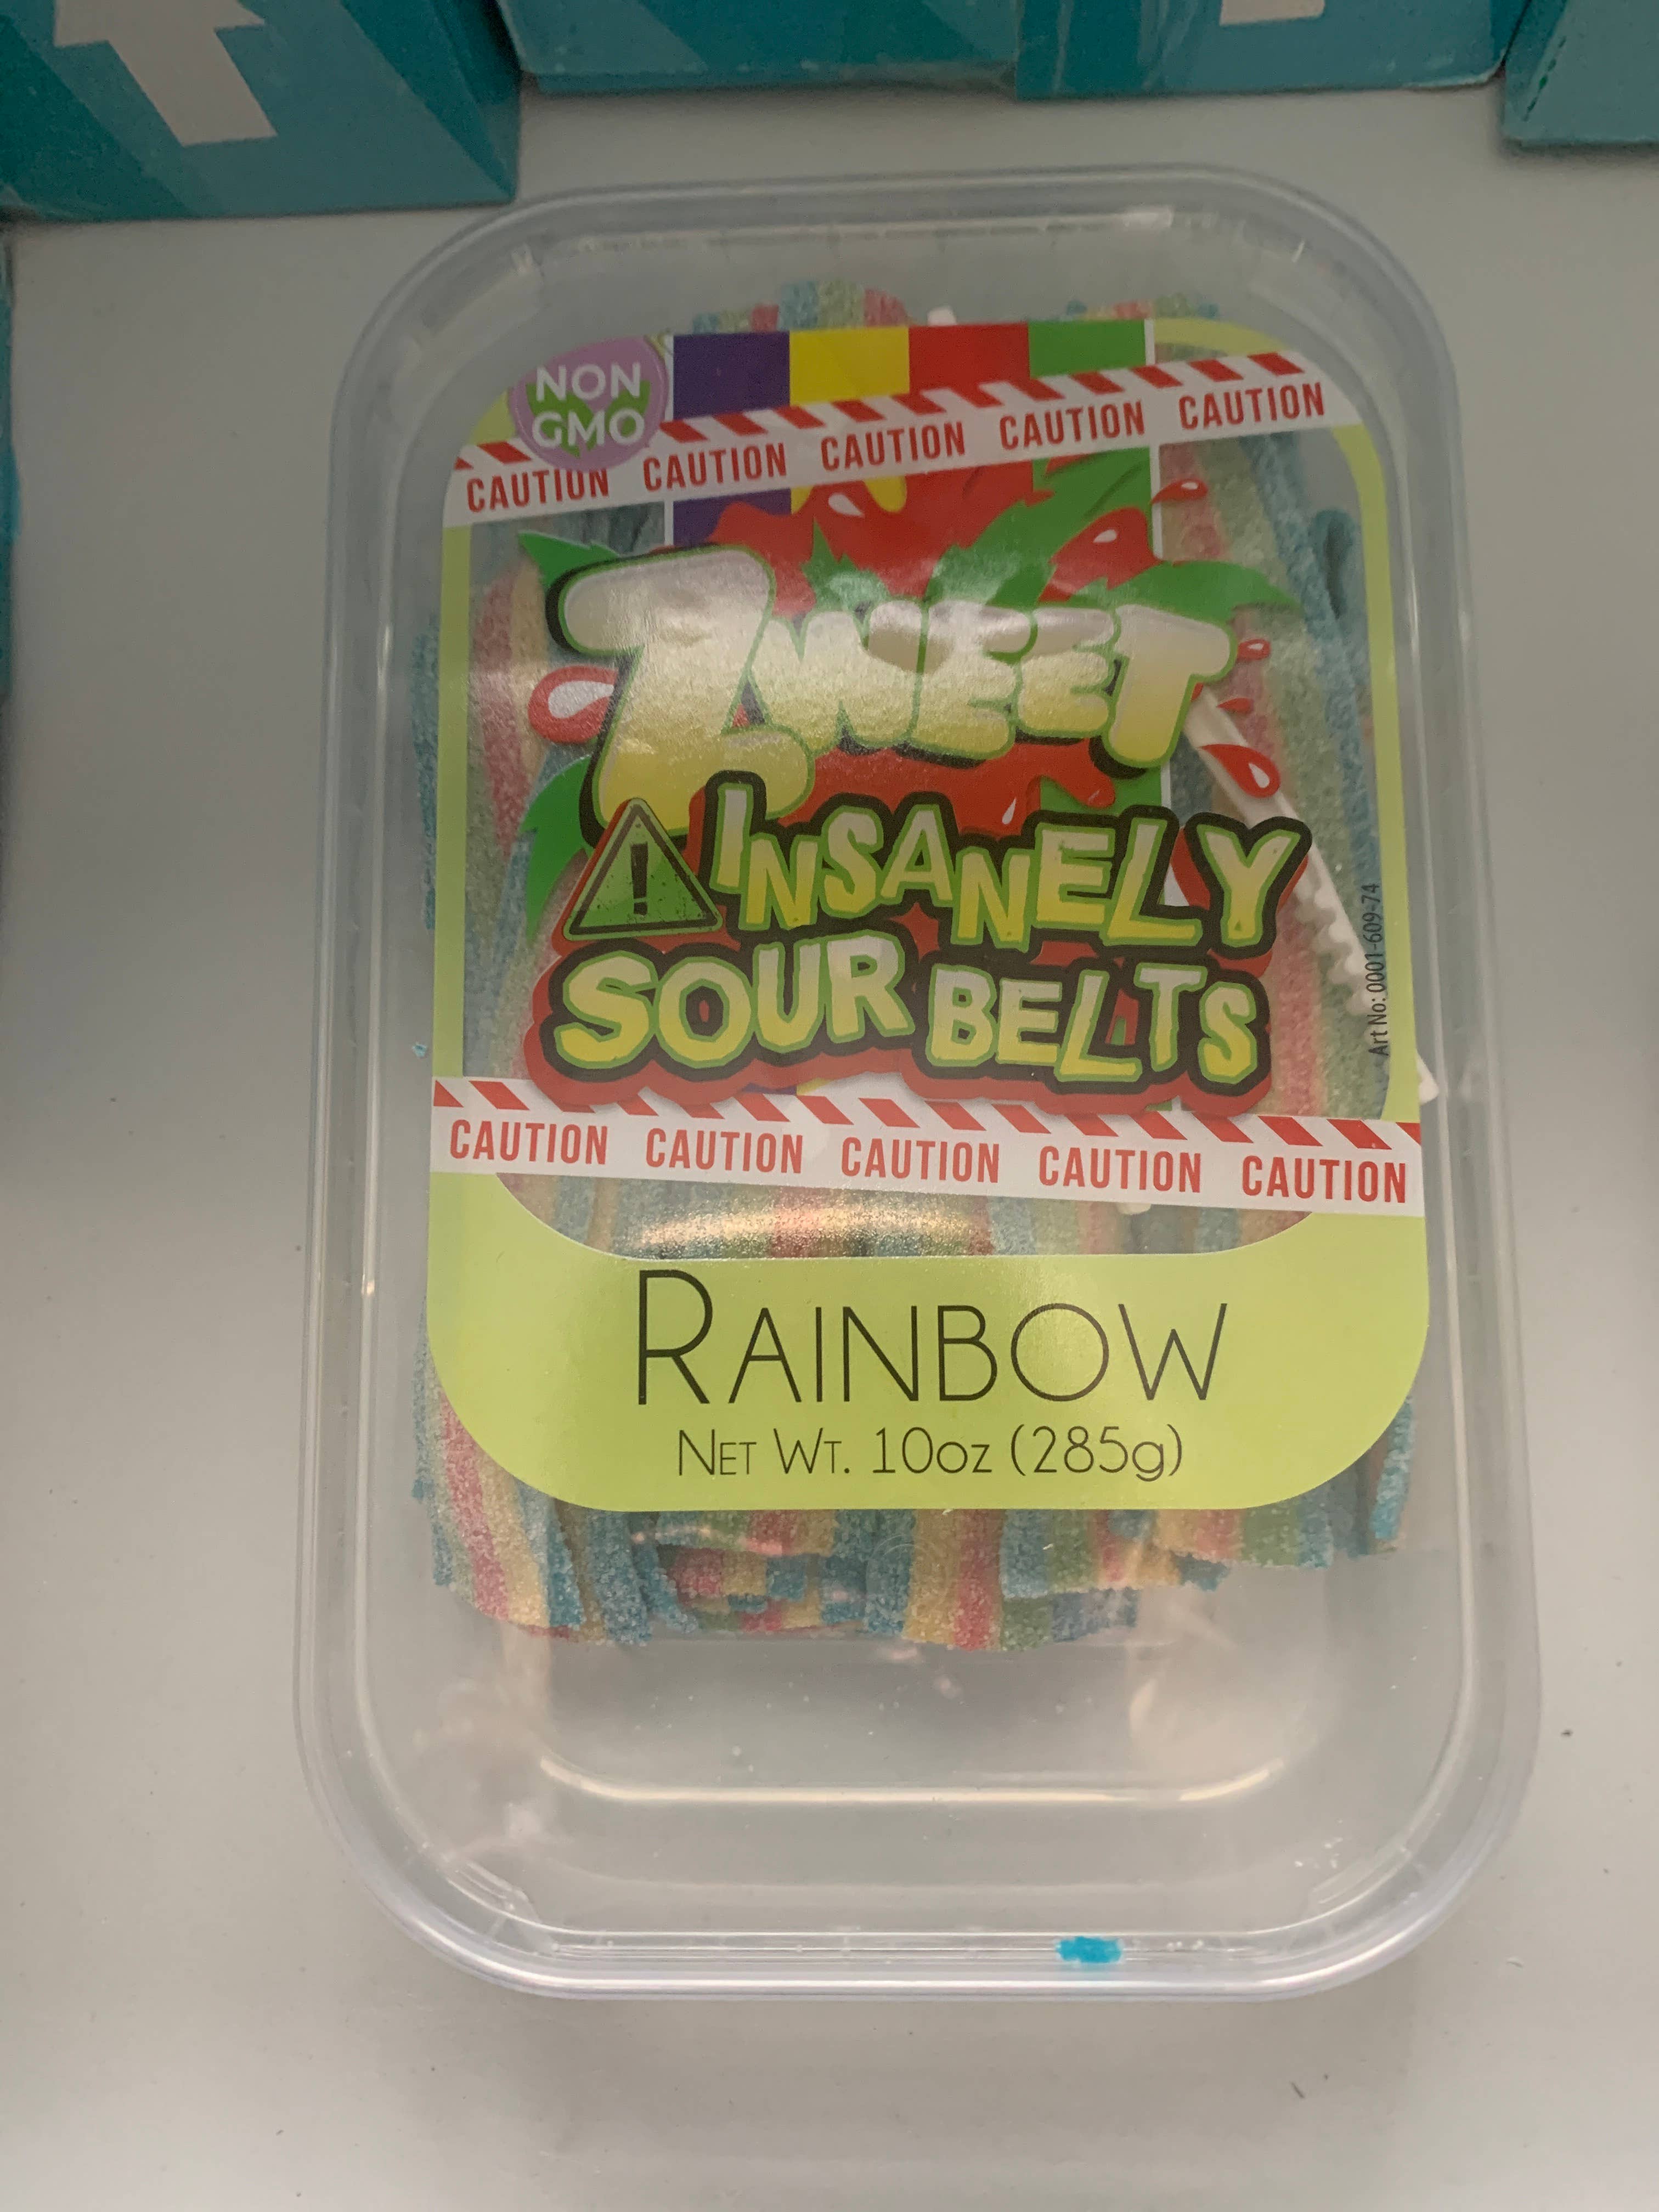 NON
GMO
CAUTION CAUTION CAUTION CAUTION CAUTION
ZWEET
! INSANELY
SOUR BELTS
Art No: 0001-609-74
CAUTION CAUTION CAUTION CAUTION CAUTION
RAINBOW
NET WT. 10oz (285g)